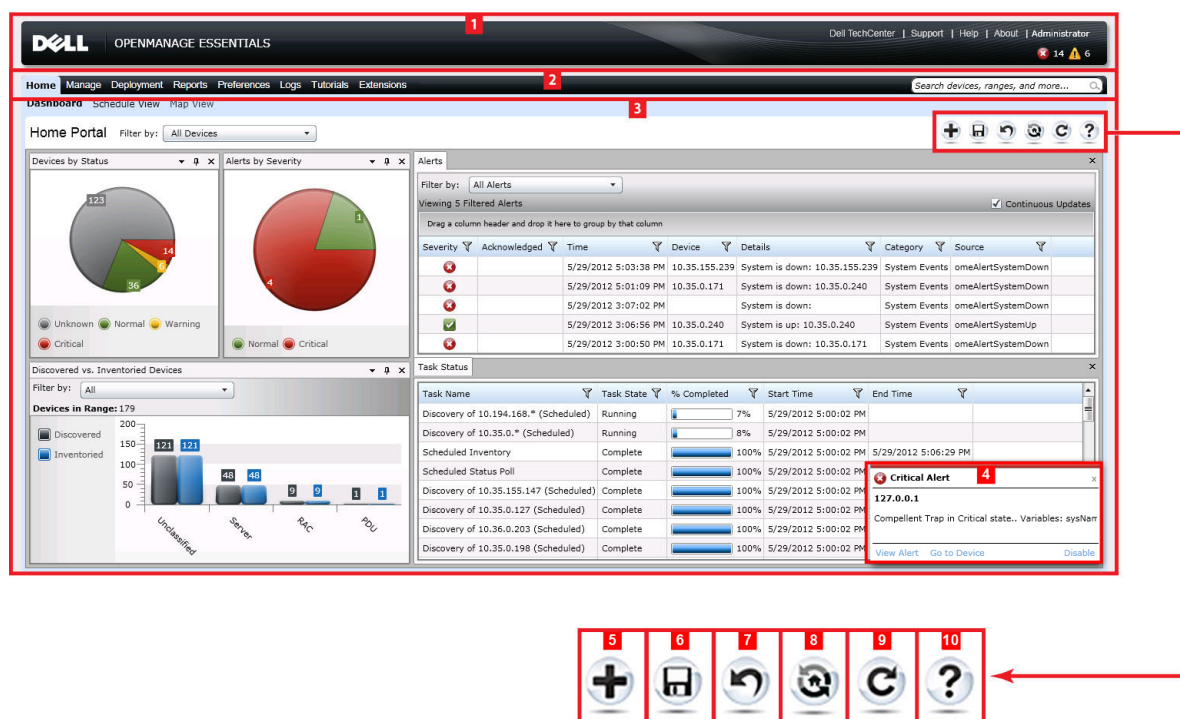 1
DELL OPENMANAGE ESSENTIALS
Dell TechCenter | Support | Help | About | Administrator
14 6
Home Manage Deployment Reports Preferences Logs Tutorials Extensions
2
Search devices, ranges, and more...
Dashboard Schedule View Map View
3
Home Portal Filter by: All Devices
Devices by Status
123
14
6
36
Unknown Normal Warning
Critical
Alerts by Severity
1
4
Normal Critical
Alerts
Filter by: All Alerts
Viewing 5 Filtered Alerts
Continuous Updates
Drag a column header and drop it here to group by that column
Severity Acknowledged Time Device Details Category Source
5/29/2012 5:03:38 PM 10.35.155.239 System is down: 10.35.155.239 System Events omeAlertSystemDown
5/29/2012 5:01:09 PM 10.35.0.171 System is down: 10.35.0.240 System Events omeAlertSystemDown
5/29/2012 3:07:02 PM System is down: System Events omeAlertSystemDown
5/29/2012 3:06:56 PM 10.35.0.240 System is up: 10.35.0.240 System Events omeAlertSystemUp
5/29/2012 3:00:50 PM 10.35.0.171 System is down: 10.35.0.171 System Events omeAlertSystemDown
Discovered vs. Inventoried Devices
Filter by: All
Devices in Range: 179
Discovered
Inventoried
200
150
100
50
0
121 121
48 48
9 9
1 1
Unclassified
Server
RAC
PDU
Task Status
Task Name Task State % Completed Start Time End Time
Discovery of 10.194.168.* (Scheduled) Running 7% 5/29/2012 5:00:02 PM
Discovery of 10.35.0.* (Scheduled) Running 8% 5/29/2012 5:00:02 PM
Scheduled Inventory Complete 100% 5/29/2012 5:00:02 PM 5/29/2012 5:06:29 PM
Scheduled Status Poll Complete 100% 5/29/2012 5:00:02 PM
Discovery of 10.35.155.147 (Scheduled) Complete 100% 5/29/2012 5:00:02 PM
Discovery of 10.35.0.127 (Scheduled) Complete 100% 5/29/2012 5:00:02 PM
Discovery of 10.36.0.203 (Scheduled) Complete 100% 5/29/2012 5:00:02 PM
Discovery of 10.35.0.198 (Scheduled) Complete 100% 5/29/2012 5:00:02 PM
Critical Alert
4
127.0.0.1
Compellent Trap in Critical state.. Variables: sysNam
View Alert Go to Device Disable
5 6 7 8 9 10